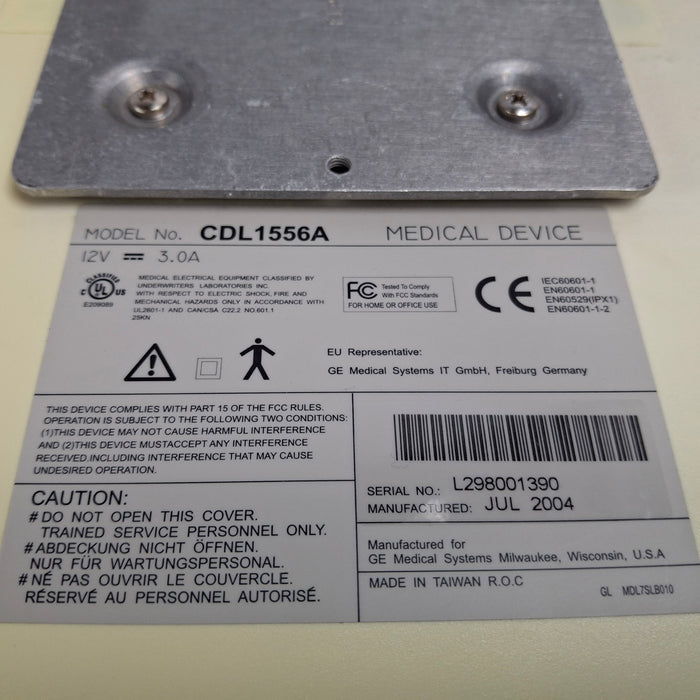 MODEL No. CDL1556A MEDICAL DEVICE
12V 3.0A
CLASSIFIED
C UL US
E209089
MEDICAL ELECTRICAL EQUIPMENT CLASSIFIED BY
UNDERWRITERS LABORATORIES INC.
WITH RESPECT TO ELECTRIC SHOCK, FIRE AND
MECHANICAL HAZARDS ONLY IN ACCORDANCE WITH
UL2601-1 AND CAN/CSA C22.2 NO.601.1
25KN
FC Tested To Comply
With FCC Standards
FOR HOME OR OFFICE USE
CE
IEC60601-1
EN60601-1
EN60529(IPX1)
EN60601-1-2
EU Representative:
GE Medical Systems IT GmbH, Freiburg Germany
THIS DEVICE COMPLIES WITH PART 15 OF THE FCC RULES.
OPERATION IS SUBJECT TO THE FOLLOWING TWO CONDITIONS:
(1)THIS DEVICE MAY NOT CAUSE HARMFUL INTERFERENCE
AND (2)THIS DEVICE MUSTACCEPT ANY INTERFERENCE
RECEIVED.INCLUDING INTERFERENCE THAT MAY CAUSE
UNDESIRED OPERATION.
CAUTION:
# DO NOT OPEN THIS COVER.
TRAINED SERVICE PERSONNEL ONLY.
# ABDECKUNG NICHT ÖFFNEN.
NUR FÜR WARTUNGSPERSONAL.
# NÉ PAS OUVRIR LE COUVERCLE.
RÉSERVÉ AU PERSONNEL AUTORISÉ.
SERIAL NO.: L298001390
MANUFACTURED: JUL 2004
Manufactured for
GE Medical Systems Milwaukee, Wisconsin, U.S.A
MADE IN TAIWAN R.O.C
GL MDL7SLB010